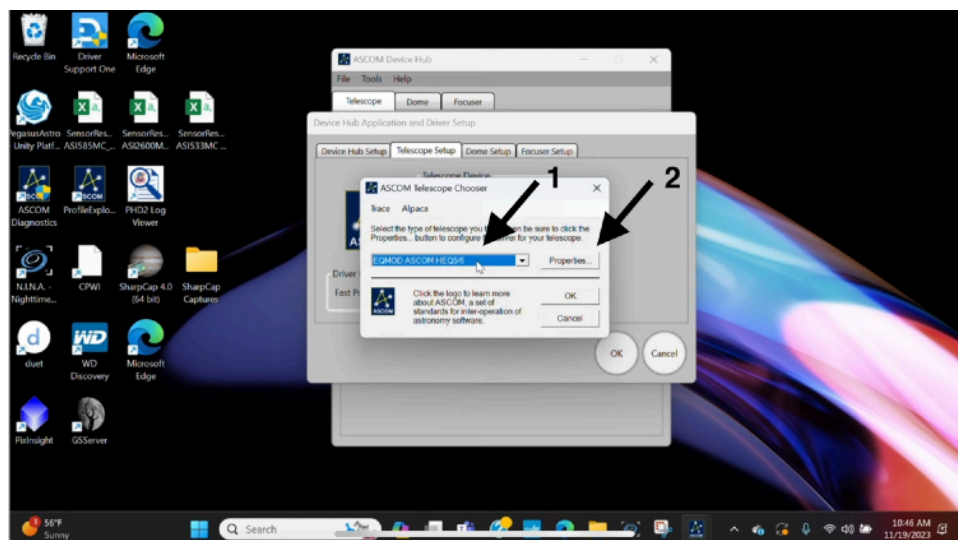 Recycle Bin
Driver
Support One
Microsoft
Edge
ASCOM Device Hub
File Tools Help
Telescope Dome Focuser
Device Hub Application and Driver Setup
Device Hub Setup Telescope Setup Dome Setup Focuser Setup
Telescope Device
ASCOM Telescope Chooser
1
2
Trace Alpaca
Select the type of telescope you
on be sure to click the
Properties... button to configure
for your telescope.
EQMOD ASCOM HEQ5/6
Properties...
Click the logo to learn more
about ASCOM, a set of
standards for inter-operation of
astronomy software.
OK
Cancel
ASCOM
Fast
OK
Cancel
PegasusAstro
Unity Platf...
SensorRes...
ASI585MC_...
SensorRes...
ASI2600M...
SensorRes...
ASI533MC ...
ASCOM
Diagnostics
ProfileExplo...
PHD2 Log
Viewer
N.I.N.A. -
Nighttime...
CPWI
SharpCap 4.0
(64 bit)
SharpCap
Captures
duet
WD
Discovery
Microsoft
Edge
PixInsight
GSServer
56°F
Sunny
Search
10:46 AM
11/19/2023